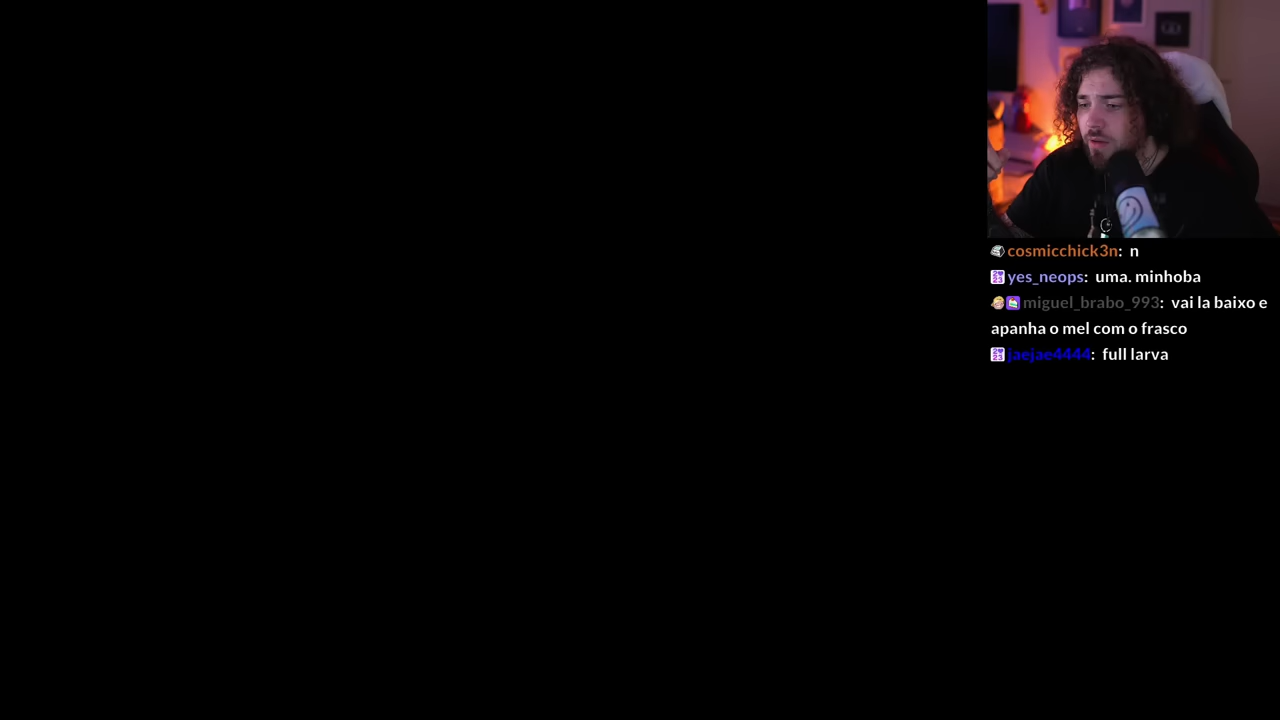 cosmicchick3n: n
yes_neops: uma. minhoba
miguel_brabo_993: vai la baixo e
apanha o mel com o frasco
jaejae4444: full larva